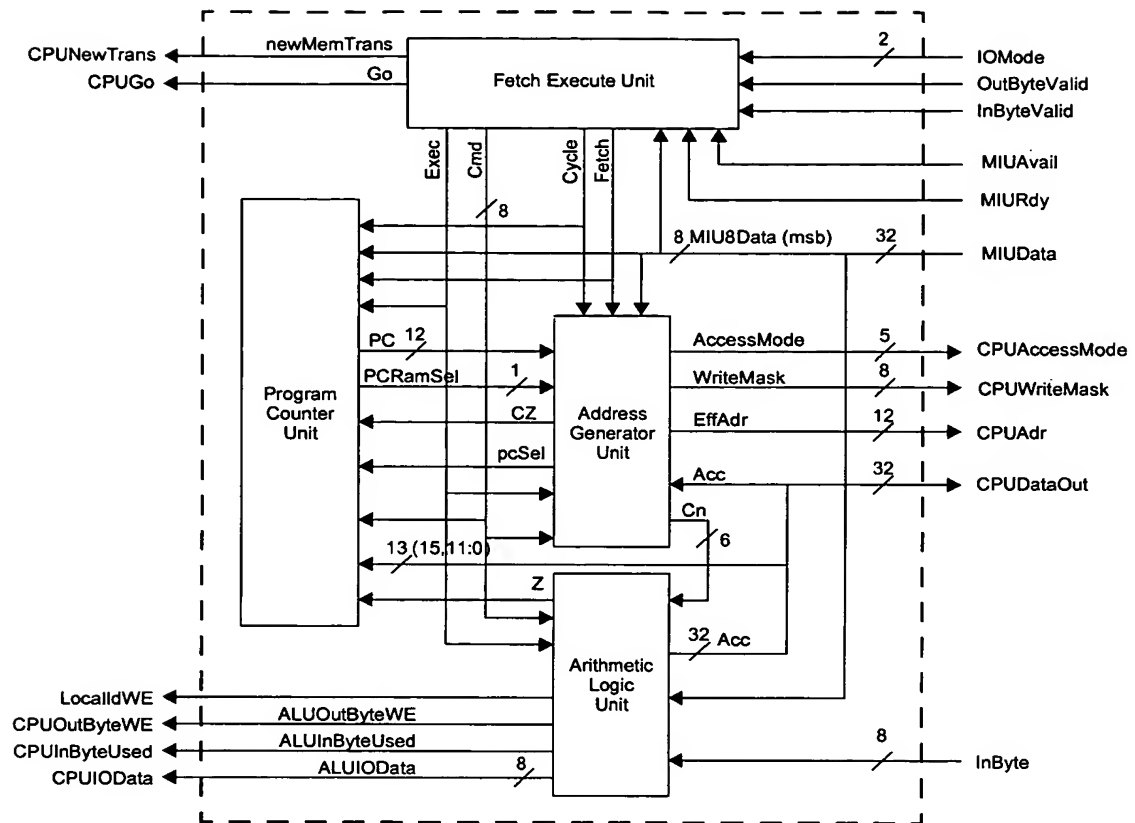 newMemTrans
CPUNewTrans
Go
CPUGo
Fetch Execute Unit
2
IOMode
OutByteValid
InByteValid
Exec
Cmd
Cycle
Fetch
MIUAvail
MIURdy
8
8 MIU8Data (msb)
32
MIUData
PC 12
AccessMode
5
CPUAccessMode
PCRamSel 1
WriteMask
8
CPUWriteMask
Program
Counter
Unit
CZ
Address
Generator
Unit
EffAdr
12
CPUAdr
pcSel
Acc
32
CPUDataOut
Cn
6
13 (15,11:0)
Z
32 Acc
Arithmetic
Logic
Unit
LocalIdWE
ALUOutByteWE
CPUOutByteWE
ALUInByteUsed
CPUInByteUsed
ALUIOData
8
CPUIOData
8
InByte